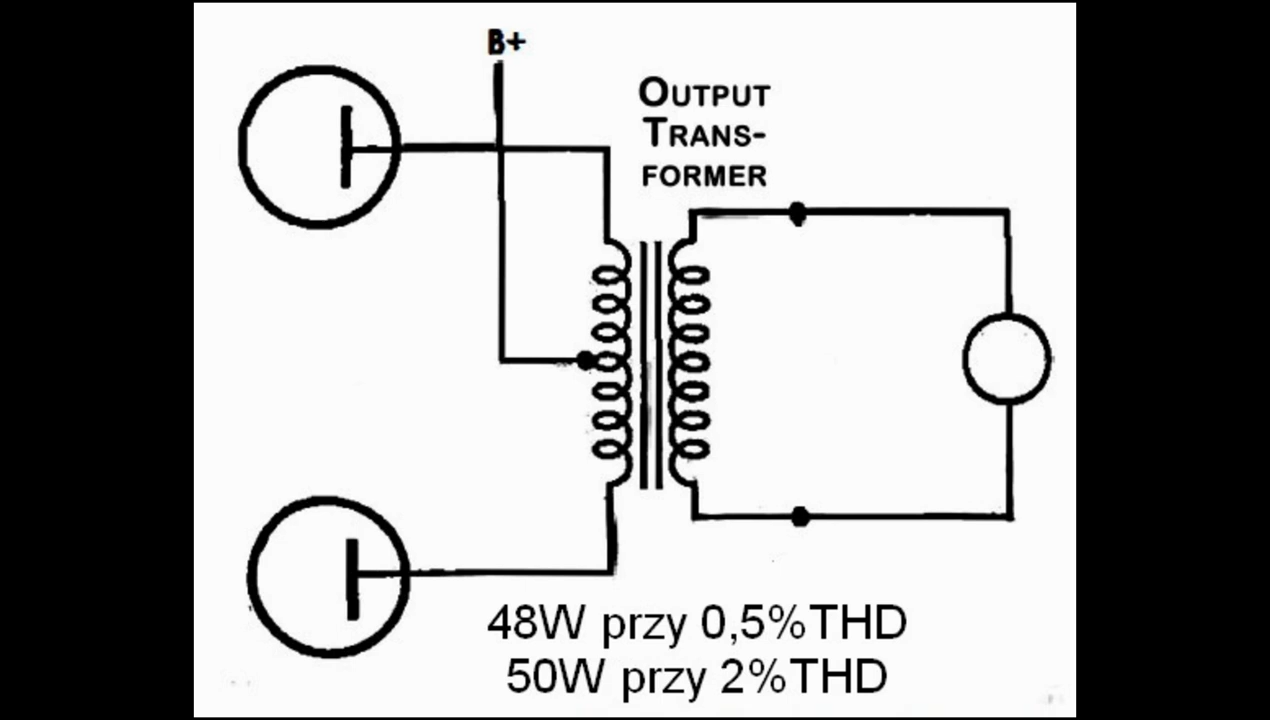 B+
OUTPUT
TRANS-
FORMER
48W przy 0,5%THD
50W przy 2%THD